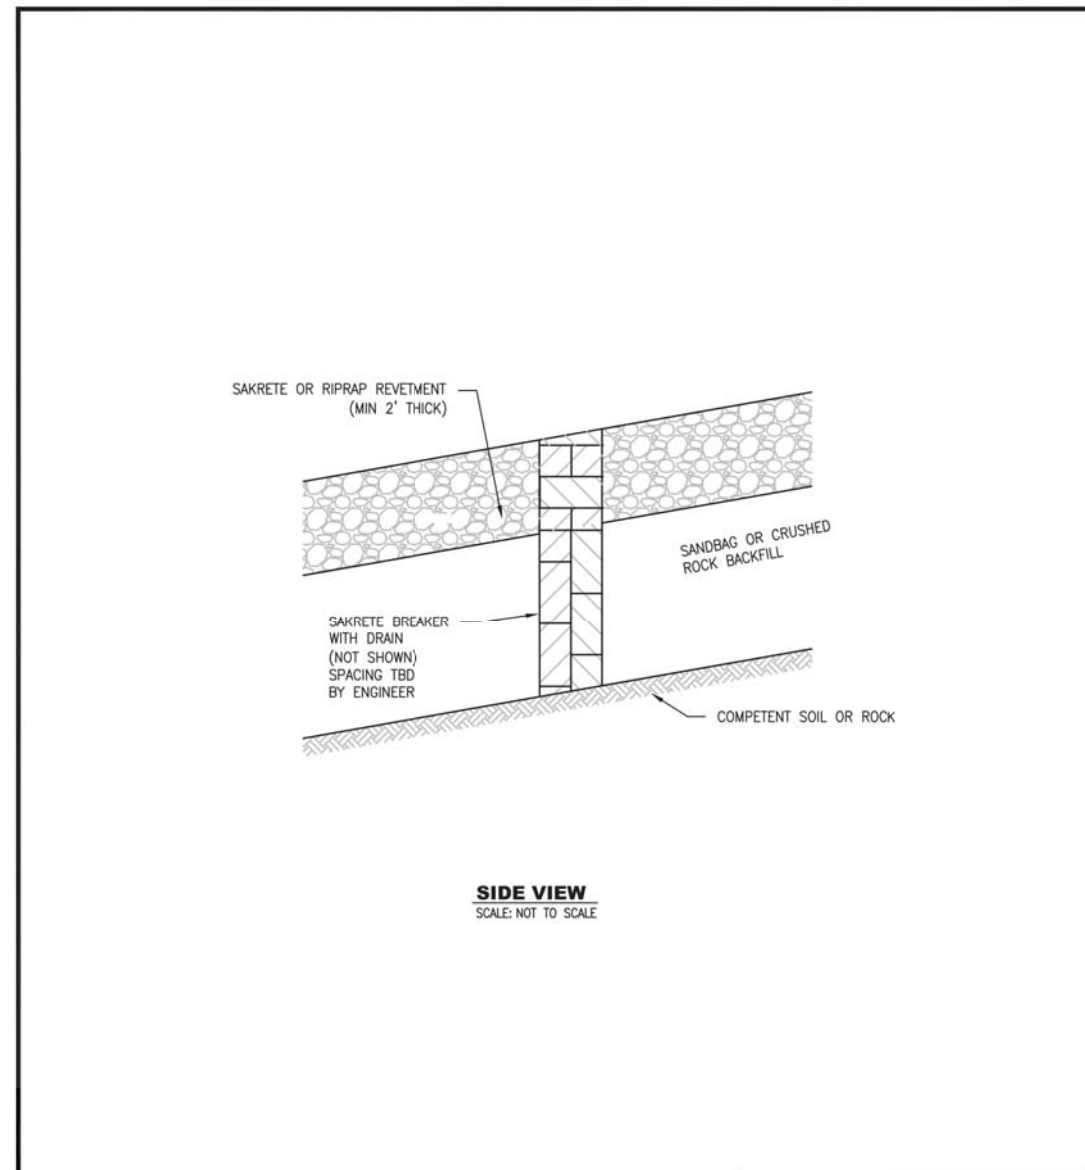 SAKRETE OR RIPRAP REVETMENT
(MIN 2' THICK)
SANDBAG OR CRUSHED
ROCK BACKFILL
SAKRETE BREAKER
WITH DRAIN
(NOT SHOWN)
SPACING TBD
BY ENGINEER
COMPETENT SOIL OR ROCK
SIDE VIEW
SCALE: NOT TO SCALE